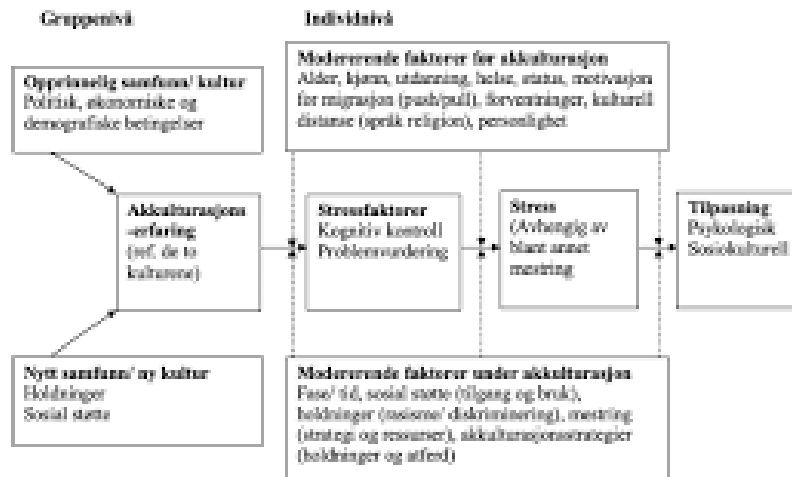 Gruppenivå
Individnivå
Opprinnelig samfunn/ kultur
Politisk, økonomiske og
demografiske betingelser
Modererende faktorer før akkulturasjon
Alder, kjønn, utdanning, helse, status, motivasjon
for migrasjon (push/pull), forventninger, kulturell
distanse (språk religion), personlighet
Akkulturasjons
-erfaring
(ref. de to
kulturene)
Stressfaktorer
Kognitiv kontroll
Problemvurdering
Stress
(Avhengig av
blant annet
mestring
Tilpasning
Psykologisk
Sosiokulturell
Nytt samfunn/ ny kultur
Holdninger
Sosial støtte
Modererende faktorer under akkulturasjon
Fase/ tid, sosial støtte (tilgang og bruk),
holdninger (rasisme/ diskriminering), mestring
(strategi og ressurser), akkulturasjonsstrategier
(holdninger og atferd)